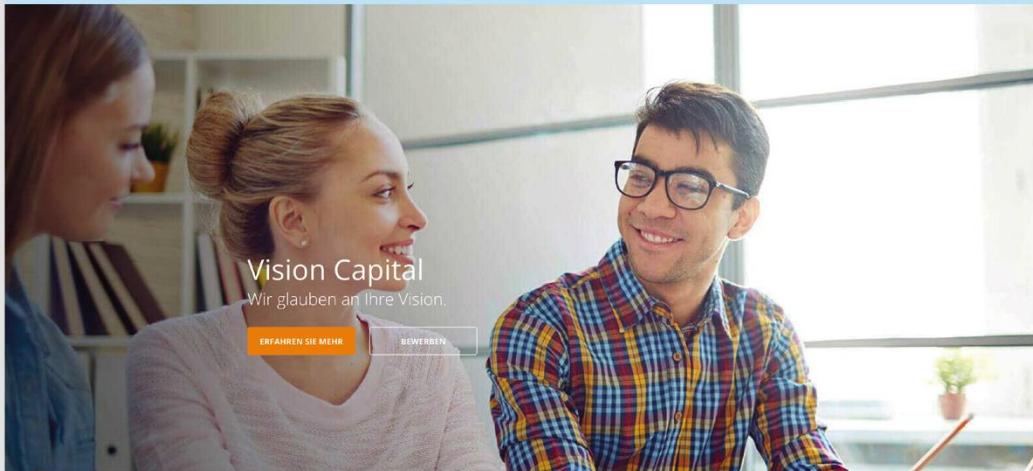 Vision Capital
Wir glauben an Ihre Vision.
ERFAHREN SIE MEHR
BEWERBEN